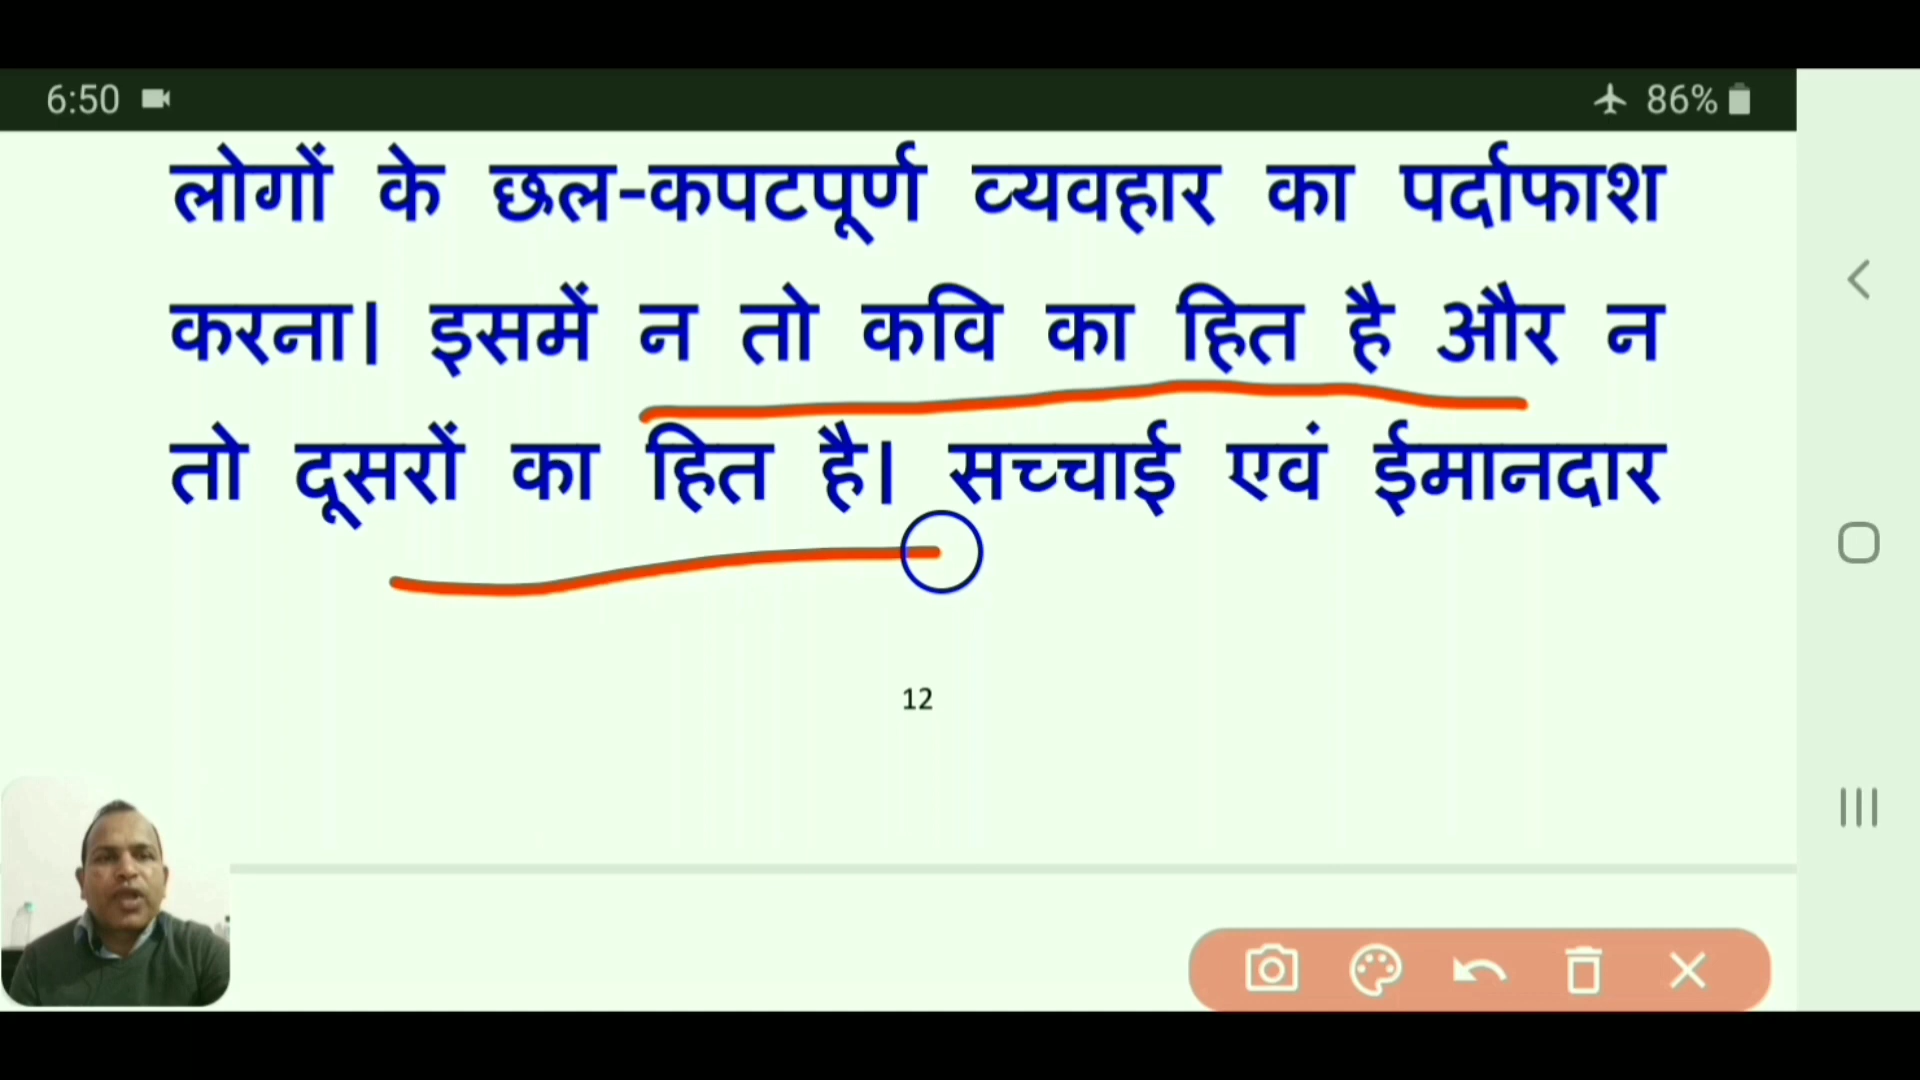 6:50
86%
लोगों के छल-कपटपूर्ण व्यवहार का पर्दाफाश
करना। इसमें न तो कवि का हित है और न
तो दूसरों का हित है। सच्चाई एवं ईमानदार
12